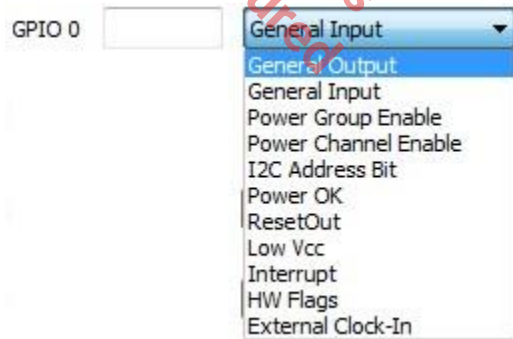 GPIO 0 General Input
General Output
General Input
Power Group Enable
Power Channel Enable
I2C Address Bit
Power OK
ResetOut
Low Vcc
Interrupt
HW Flags
External Clock-In